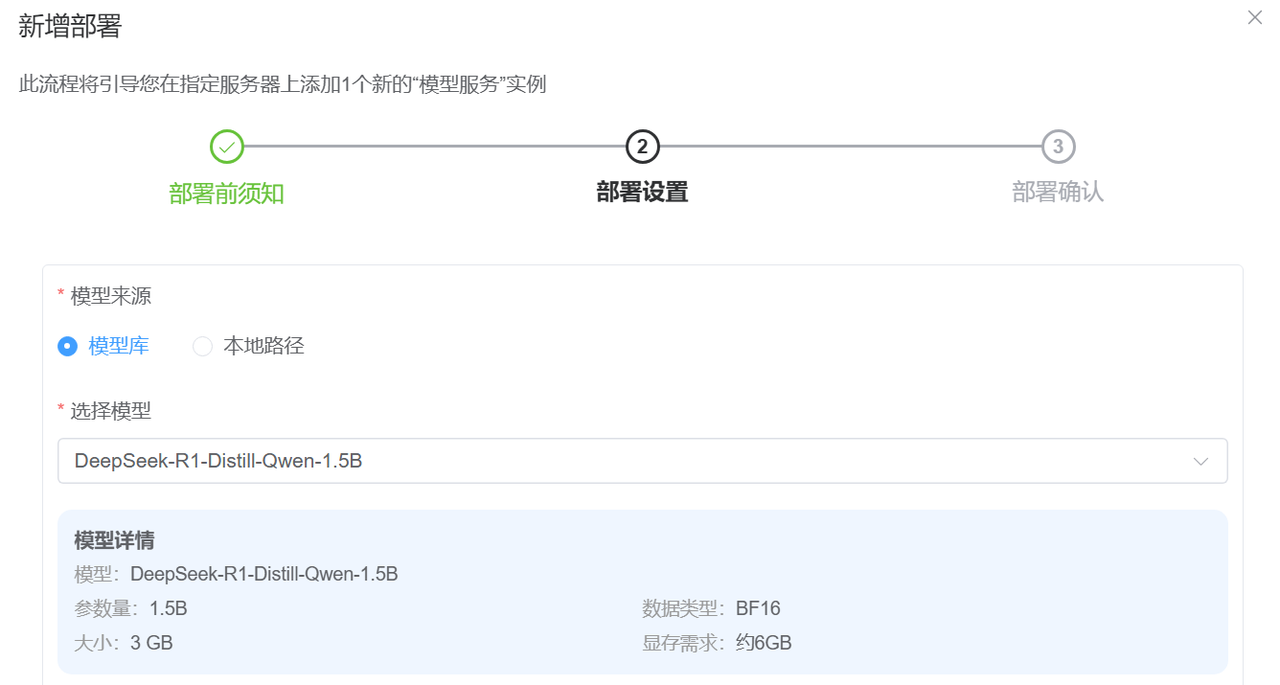 新增部署
此流程将引导您在指定服务器上添加1个新的“模型服务”实例
2 3
部署前须知 部署设置 部署确认
* 模型来源
模型库 本地路径
* 选择模型
DeepSeek-R1-Distill-Qwen-1.5B
模型详情
模型：DeepSeek-R1-Distill-Qwen-1.5B
参数量：1.5B 数据类型：BF16
大小：3 GB 显存需求：约6GB